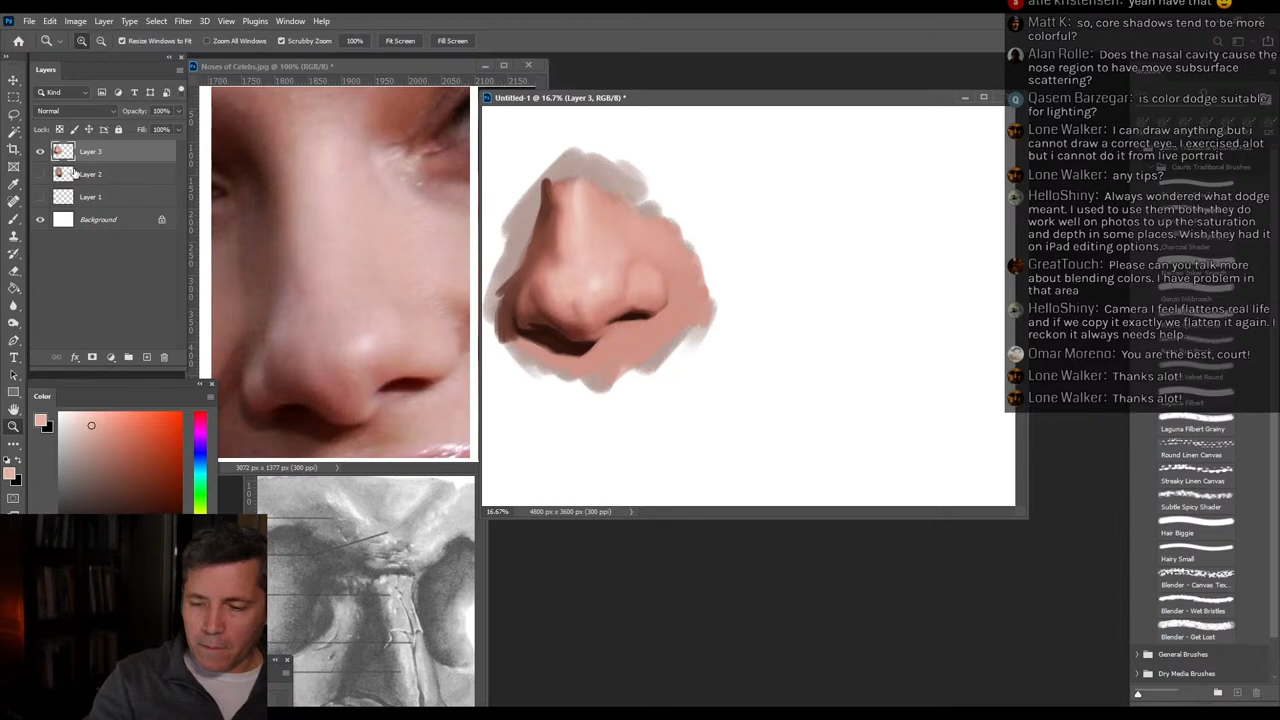 File Edit Image Layer Type Select Filter 3D View Plugins Window Help
Resize Windows to Fit Zoom All Windows Scrubby Zoom 100% Fit Screen Fill Screen
Layers
Kind
Normal Opacity: 100%
Lock: Fill: 100%
Layer 3
Layer 2
Layer 1
Background
Color
Noses of Celebs.jpg @ 100% (RGB/8) *
1700 1750 1800 1850 1900 1950 2000 2050 2100 2150
3072 px x 1377 px (300 ppi)
Untitled-1 @ 16.7% (Layer 3, RGB/8) *
16.67% 4800 px x 3600 px (300 ppi)
Matt K: so, core shadows tend to be more
colorful?
Alan Rolle: Does the nasal cavity cause the
nose region to have move subsurface
scattering?
Qasem Barzegar: is color dodge suitable
for lighting?
Lone Walker: I can draw anything but i
cannot draw a correct eye.. I exercised alot
but i cannot do it from live portrait
Lone Walker: any tips?
HelloShiny: Always wondered what dodge
meant. I used to use them both they do
work well on photos to up the saturation
and depth in some places. Wish they had it
on iPad editing options.
GreatTouch: Please can you talk more
about blending colors. I have problem in
that area
HelloShiny: Camera I feel flattens real life
and if we copy it exactly we flatten it again. I
reckon it always needs help.
Omar Moreno: You are the best, court!
Lone Walker: Thanks alot!
Lone Walker: Thanks alot!
Laguna Filbert Grainy
Round Linen Canvas
Streaky Linen Canvas
Subtle Spicy Shader
Hair Biggie
Hairy Small
Blender - Canvas Tex...
Blender - Wet Bristles
Blender - Get Lost
General Brushes
Dry Media Brushes